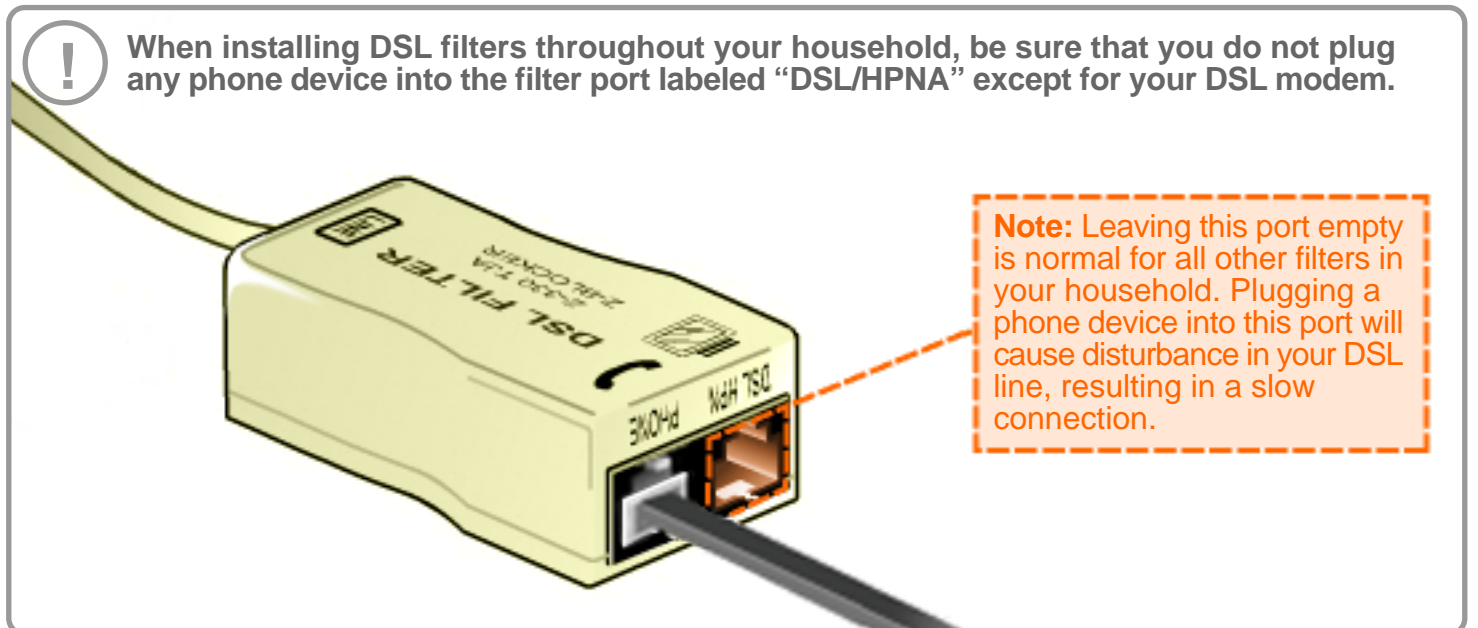 !
When installing DSL filters throughout your household, be sure that you do not plug
any phone device into the filter port labeled “DSL/HPNA” except for your DSL modem.
Note: Leaving this port empty
is normal for all other filters in
your household. Plugging a
phone device into this port will
cause disturbance in your DSL
line, resulting in a slow
connection.
LINE
DSL FILTER
Z-BLOCKER
PHONE
DSL HPN